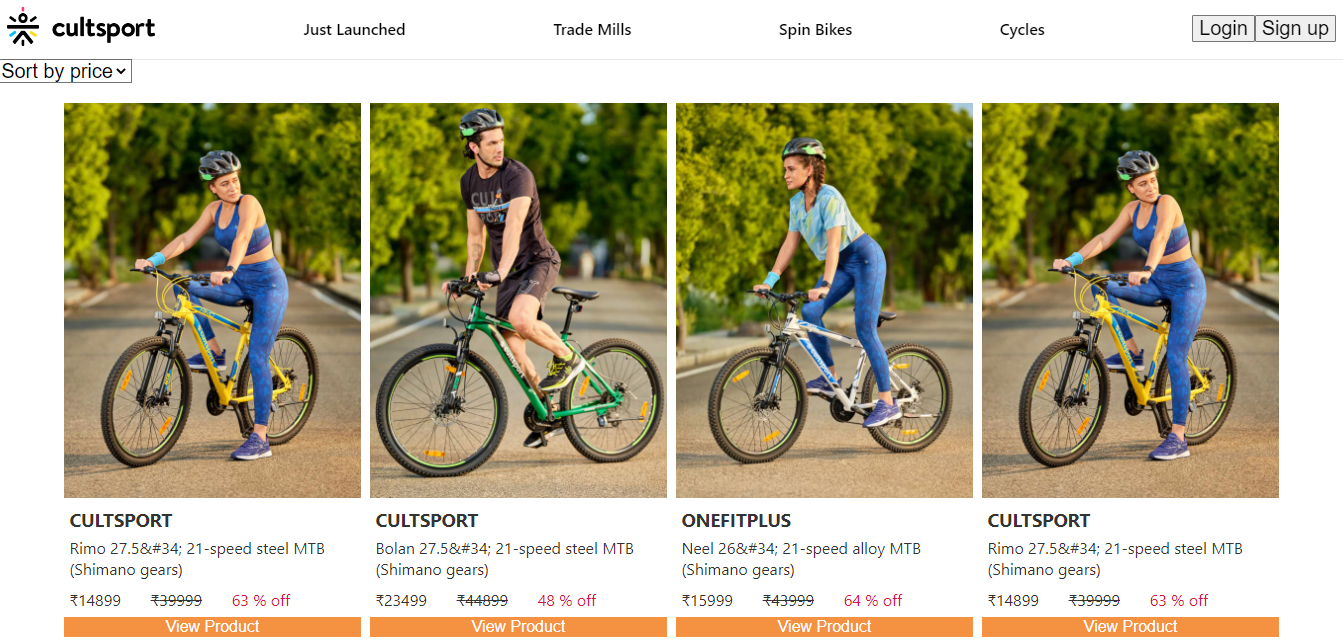 cultsport
Just Launched
Trade Mills
Spin Bikes
Cycles
Login
Sign up
Sort by price
CULTSPORT
Rimo 27.5&#34; 21-speed steel MTB
(Shimano gears)
₹14899 ₹39999 63 % off
View Product
CULTSPORT
Bolan 27.5&#34; 21-speed steel MTB
(Shimano gears)
₹23499 ₹44899 48 % off
View Product
ONEFITPLUS
Neel 26&#34; 21-speed alloy MTB
(Shimano gears)
₹15999 ₹43999 64 % off
View Product
CULTSPORT
Rimo 27.5&#34; 21-speed steel MTB
(Shimano gears)
₹14899 ₹39999 63 % off
View Product